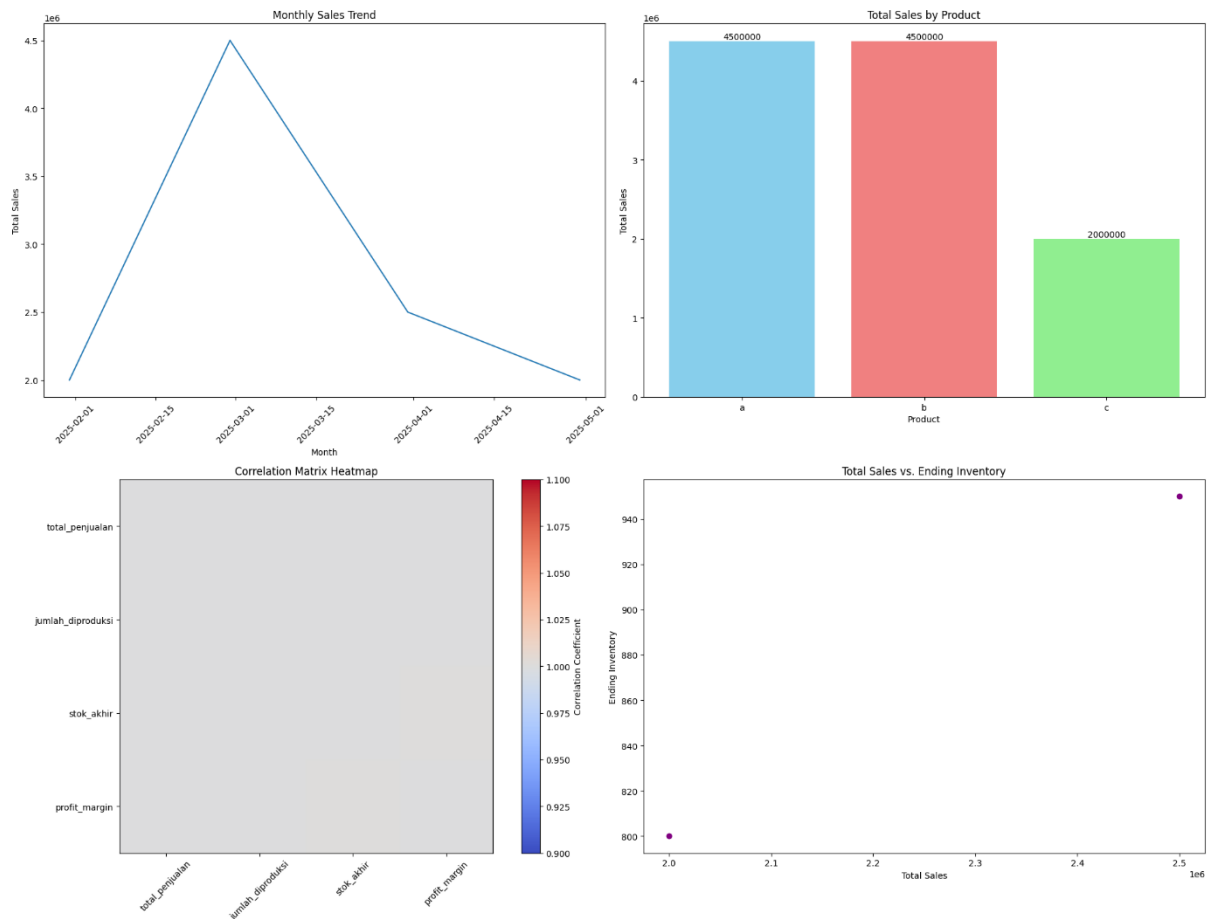 Monthly Sales Trend
1e6
4.5
4.0
3.5
3.0
2.5
2.0
Total Sales
2025-02-01
2025-02-15
2025-03-01
2025-03-15
2025-04-01
2025-04-15
2025-05-01
Month
Total Sales by Product
1e6
4500000
4500000
2000000
4
3
2
1
0
Total Sales
a
b
c
Product
Correlation Matrix Heatmap
total_penjualan
jumlah_diproduksi
stok_akhir
profit_margin
total_penjualan
jumlah_diproduksi
stok_akhir
profit_margin
1.100
1.075
1.050
1.025
1.000
0.975
0.950
0.925
0.900
Correlation Coefficient
Total Sales vs. Ending Inventory
940
920
900
880
860
840
820
800
Ending Inventory
2.0
2.1
2.2
2.3
2.4
2.5
1e6
Total Sales